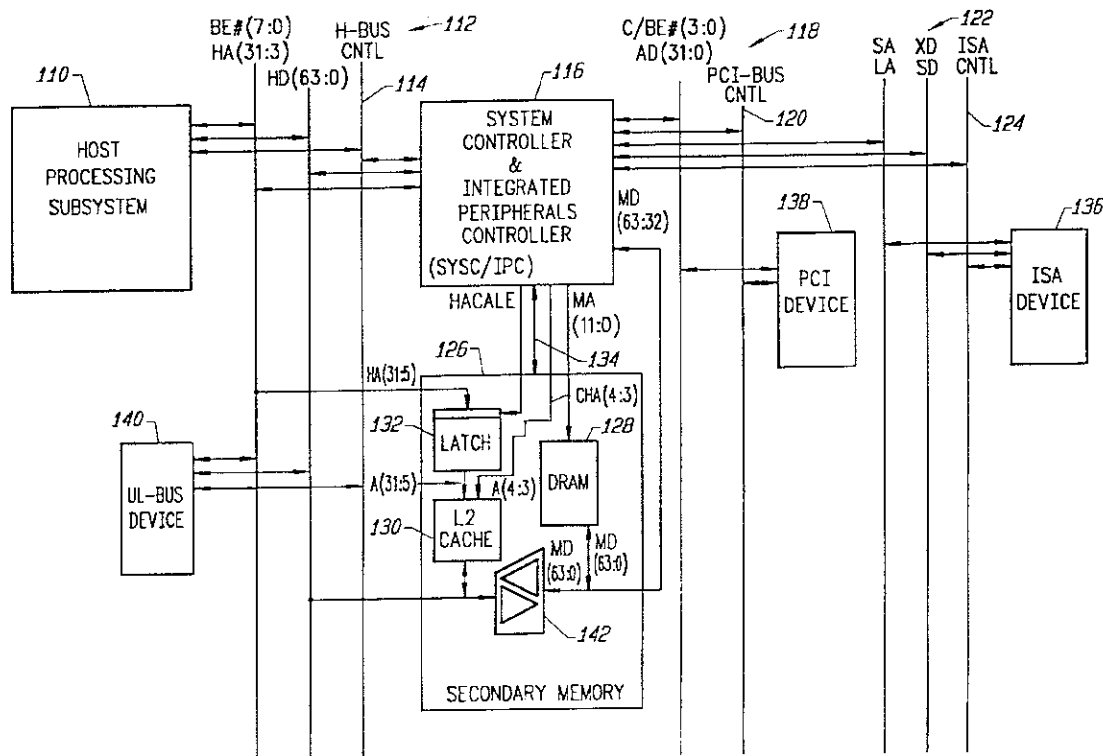 BE#(7:0)
HA(31:3)
H-BUS
CNTL
112
C/BE#(3:0)
AD(31:0)
118
122
SA
LA
XD
SD
ISA
CNTL
110
HD(63:0)
114
116
PCI-BUS
CNTL
120
124
HOST
PROCESSING
SUBSYSTEM
SYSTEM
CONTROLLER
&
INTEGRATED
PERIPHERALS
CONTROLLER
(SYSC/IPC)
MD
(63:32)
138
136
PCI
DEVICE
ISA
DEVICE
HACALE
MA
(11:0)
126
134
HA(31:5)
CHA(4:3)
140
132
LATCH
128
DRAM
UL-BUS
DEVICE
A(31:5)
A(4:3)
130
L2
CACHE
MD
(63:0)
MD
(63:0)
142
SECONDARY MEMORY